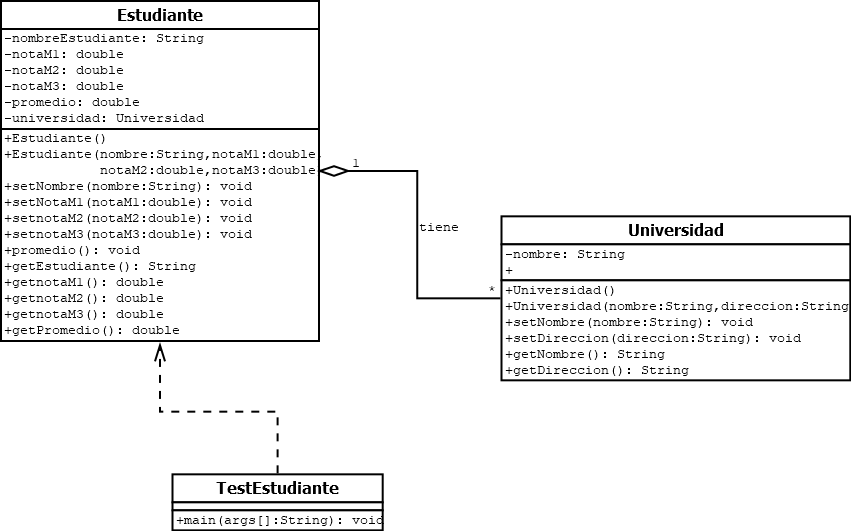 Estudiante
-nombreEstudiante: String
-notaM1: double
-notaM2: double
-notaM3: double
-promedio: double
-universidad: Universidad
+Estudiante()
+Estudiante(nombre:String,notaM1:double
notaM2:double,notaM3:double
+setNombre(nombre:String): void
+setNotaM1(notaM1:double): void
+setnotaM2(notaM2:double): void
+setnotaM3(notaM3:double): void
+promedio(): void
+getEstudiante(): String
+getnotaM1(): double
+getnotaM2(): double
+getnotaM3(): double
+getPromedio(): double
1
tiene
*
Universidad
-nombre: String
+
+Universidad()
+Universidad(nombre:String,direccion:String
+setNombre(nombre:String): void
+setDireccion(direccion:String): void
+getNombre(): String
+getDireccion(): String
TestEstudiante
+main(args[]:String): void